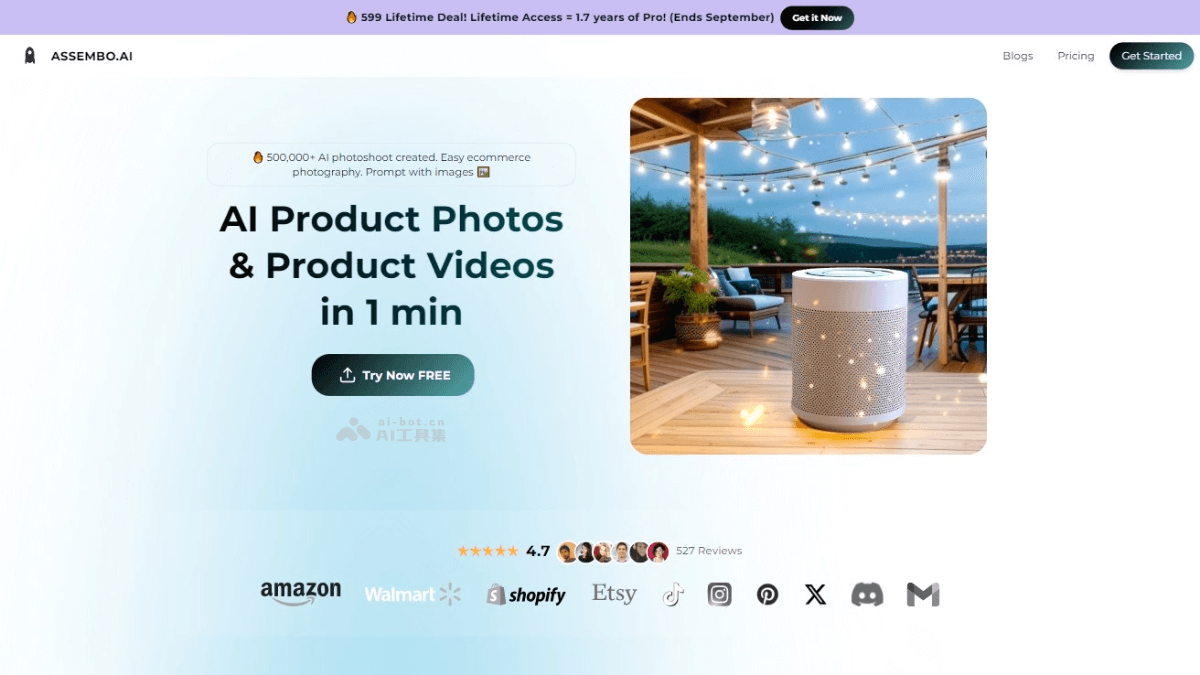 🔥 599 Lifetime Deal! Lifetime Access = 1.7 years of Pro! (Ends September) Get it Now
ASSEMBO.AI Blogs Pricing Get Started
🔥 500,000+ AI photoshoot created. Easy ecommerce
photography. Prompt with images 🖼️
AI Product Photos
& Product Videos
in 1 min
Try Now FREE
ai-bot.cn
AI工具集
★★★★★ 4.7 527 Reviews
amazon Walmart shopify Etsy